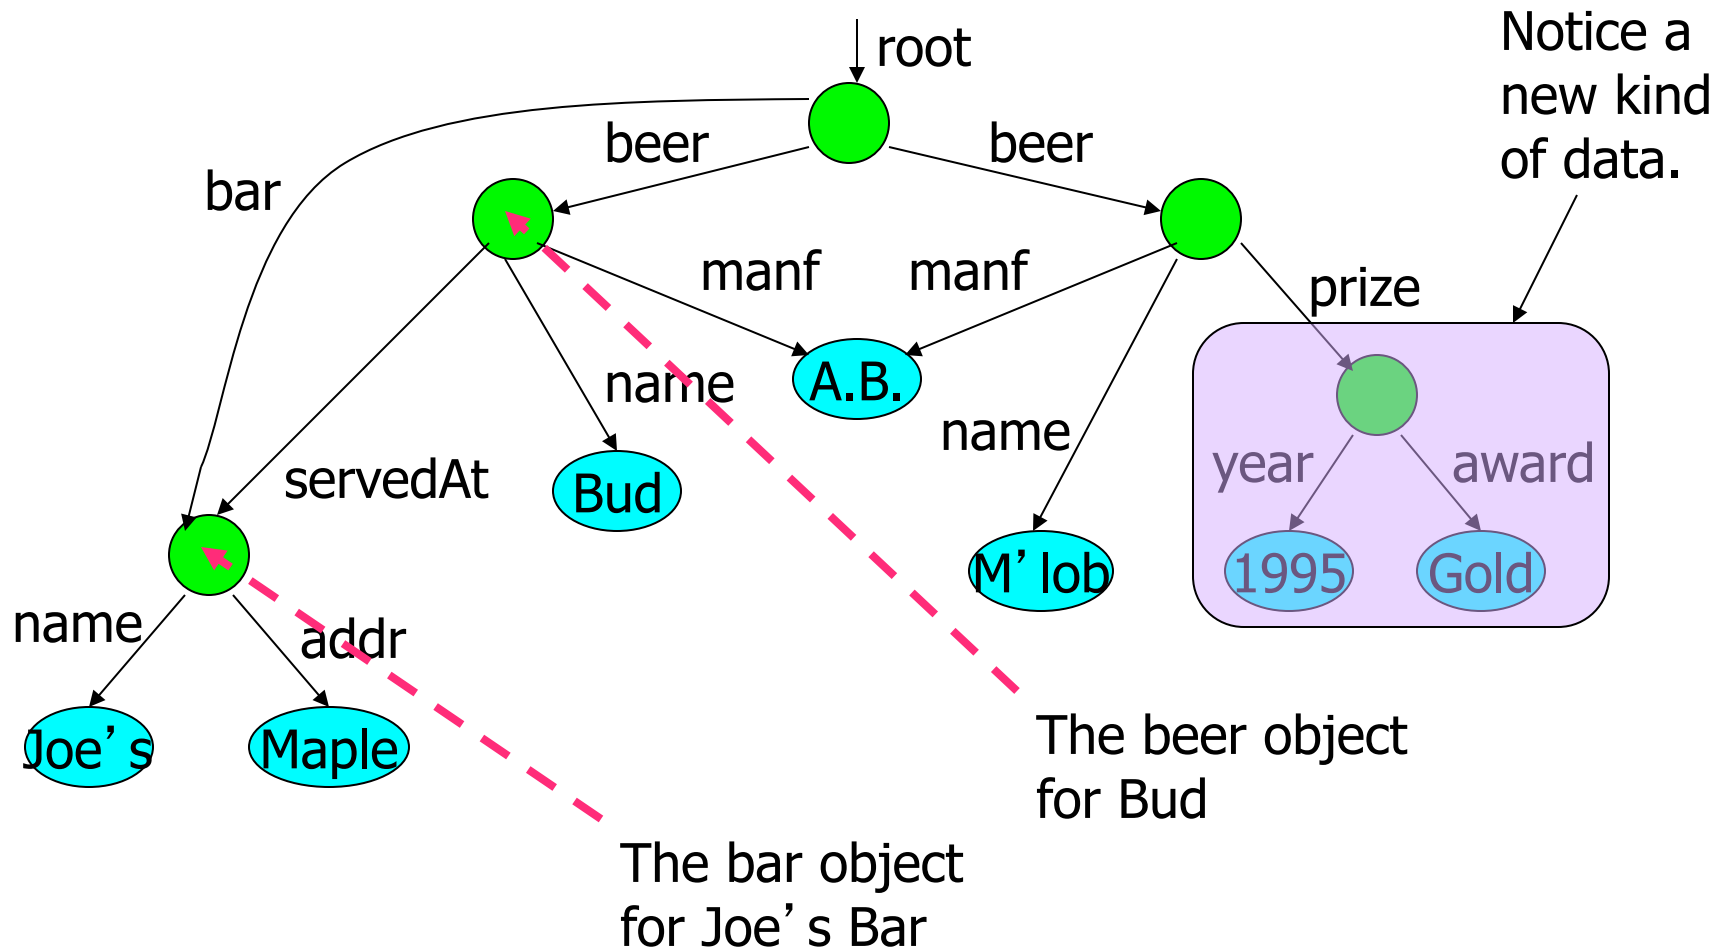 root
Notice a
new kind
of data.
beer
beer
bar
manf
manf
prize
A.B.
name
name
year
award
servedAt
Bud
M’lob
1995
Gold
name
addr
Joe’s
Maple
The beer object
for Bud
The bar object
for Joe’s Bar